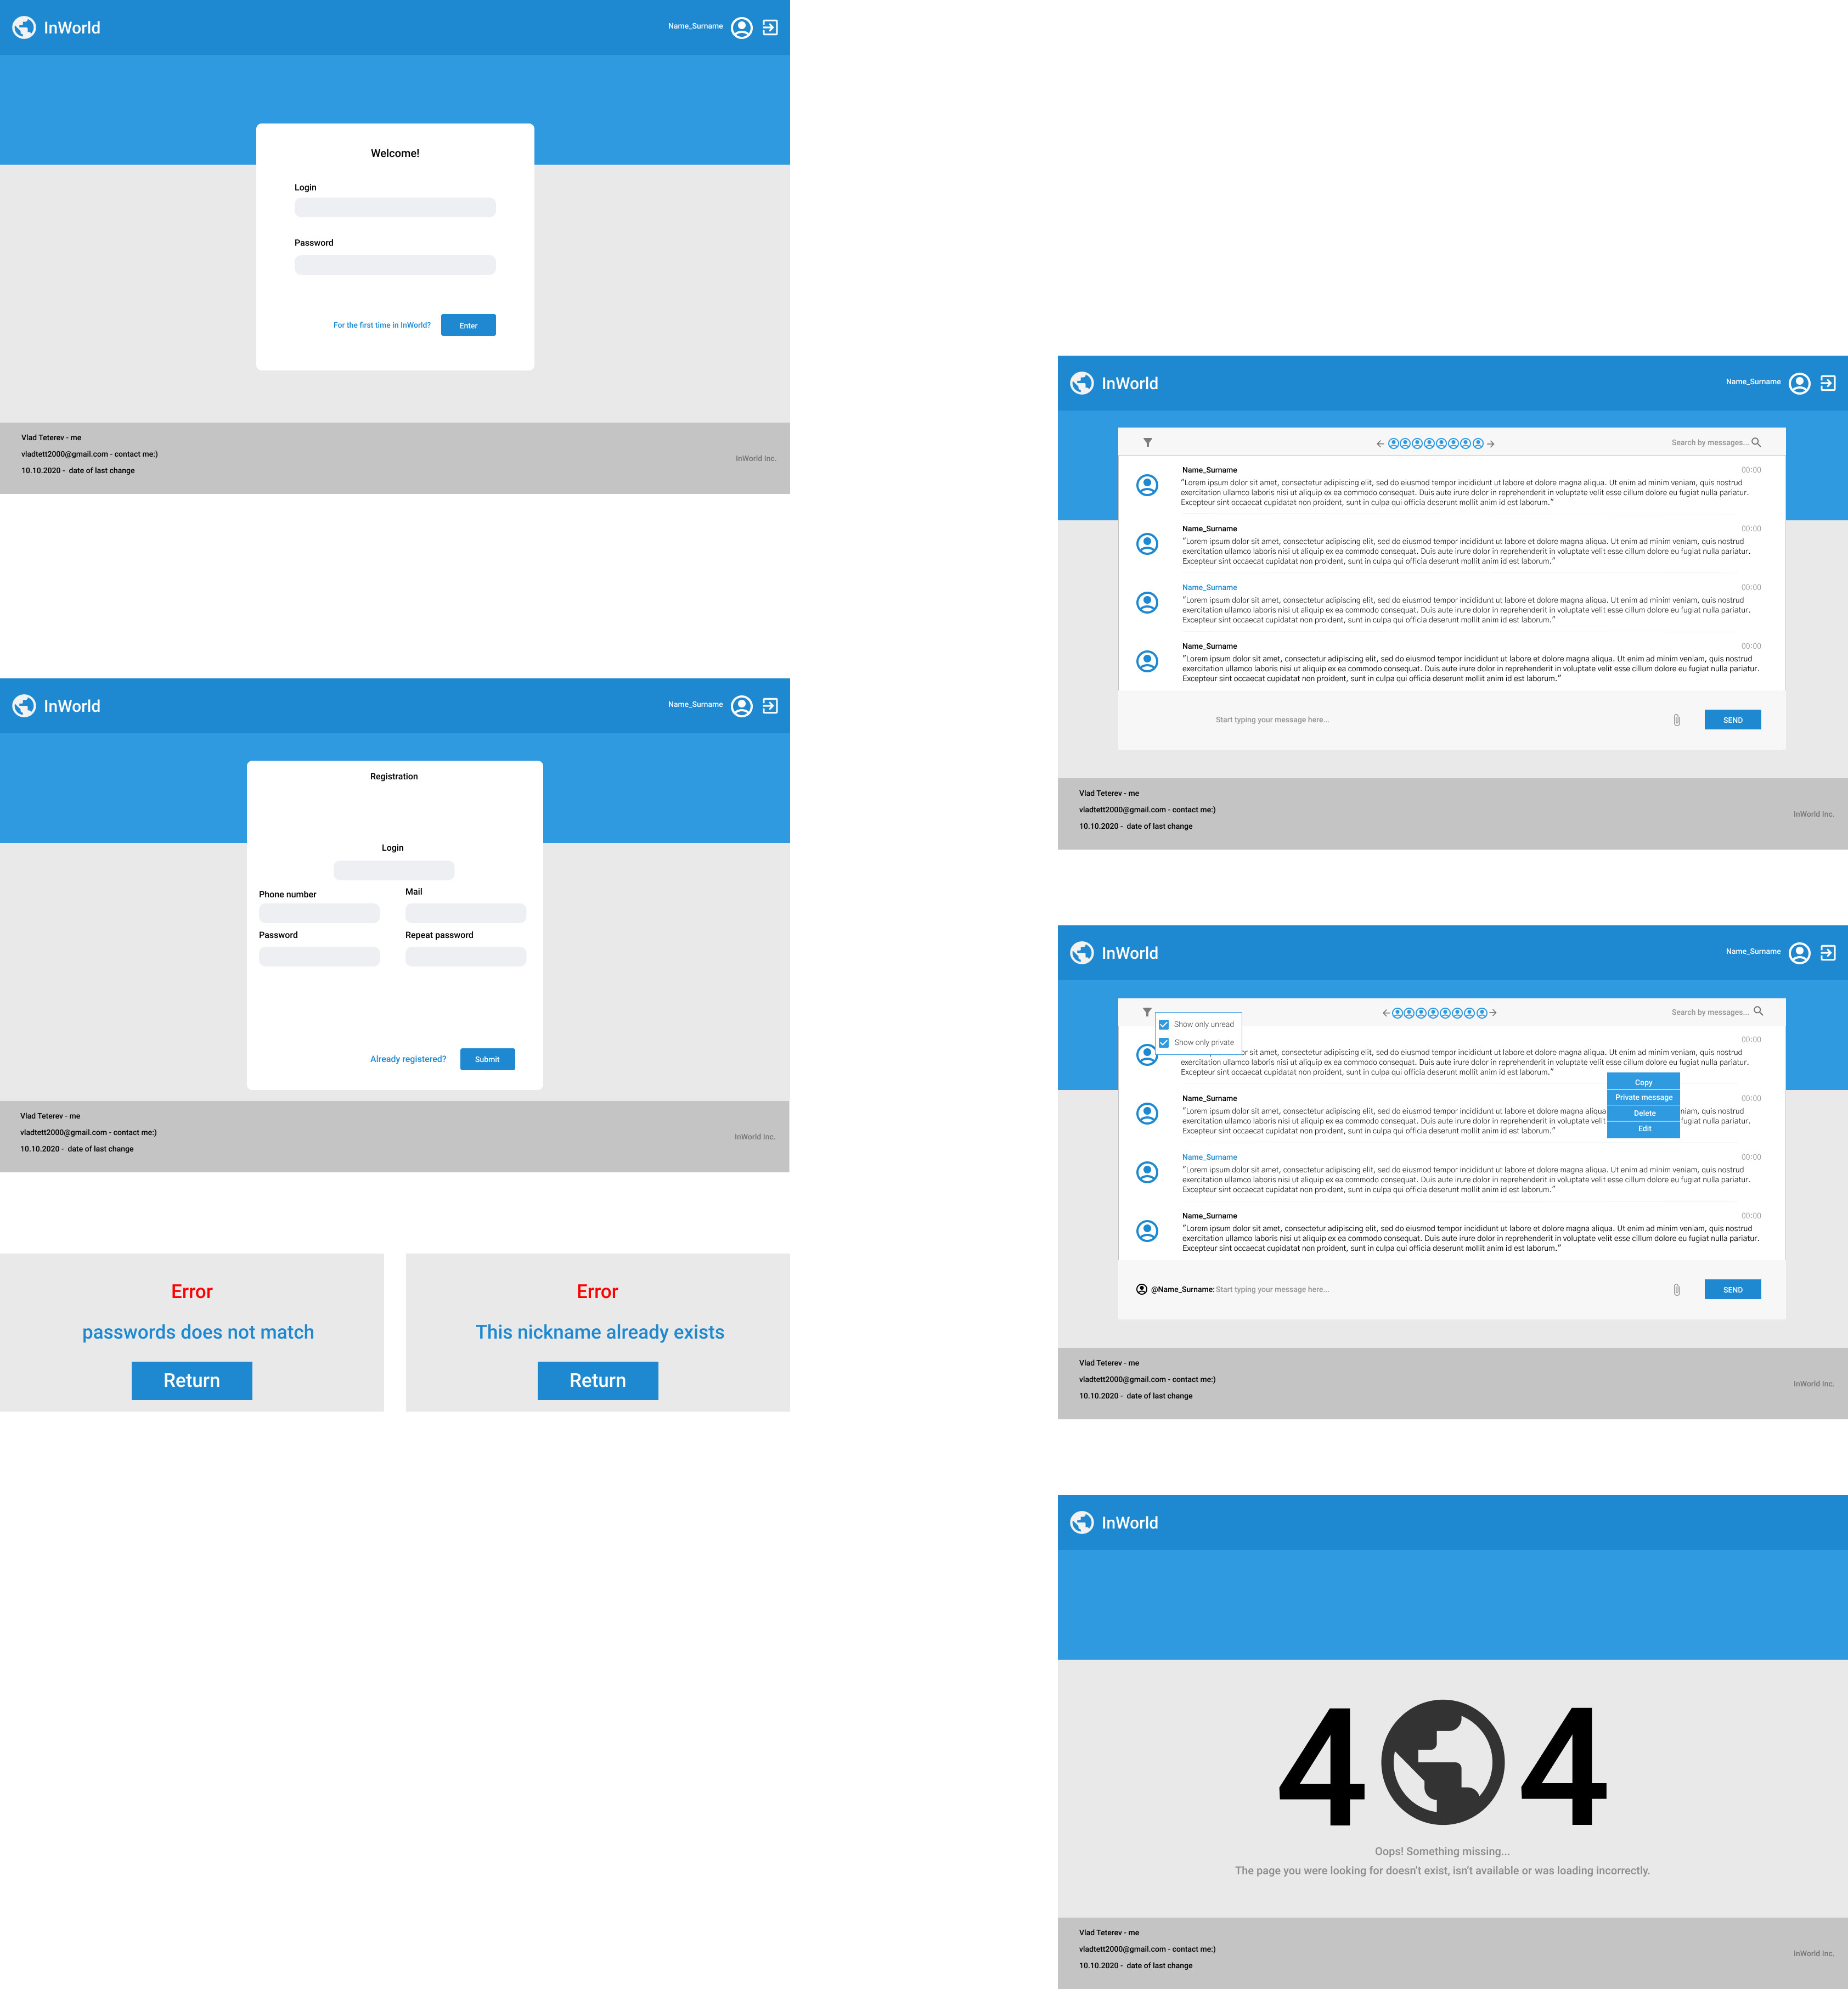 InWorld
Name_Surname
Welcome!
Login
Password
For the first time in InWorld?
Enter
Vlad Teterev - me
vladtett2000@gmail.com - contact me:)
10.10.2020 - date of last change
InWorld Inc.
InWorld
Name_Surname
Registration
Login
Phone number
Mail
Password
Repeat password
Already registered?
Submit
Vlad Teterev - me
vladtett2000@gmail.com - contact me:)
10.10.2020 - date of last change
InWorld Inc.
Error
passwords does not match
Return
Error
This nickname already exists
Return
InWorld
Name_Surname
Search by messages...
Name_Surname
00:00
"Lorem ipsum dolor sit amet, consectetur adipiscing elit, sed do eiusmod tempor incididunt ut labore et dolore magna aliqua. Ut enim ad minim veniam, quis nostrud
exercitation ullamco laboris nisi ut aliquip ex ea commodo consequat. Duis aute irure dolor in reprehenderit in voluptate velit esse cillum dolore eu fugiat nulla pariatur.
Excepteur sint occaecat cupidatat non proident, sunt in culpa qui officia deserunt mollit anim id est laborum."
Name_Surname
00:00
"Lorem ipsum dolor sit amet, consectetur adipiscing elit, sed do eiusmod tempor incididunt ut labore et dolore magna aliqua. Ut enim ad minim veniam, quis nostrud
exercitation ullamco laboris nisi ut aliquip ex ea commodo consequat. Duis aute irure dolor in reprehenderit in voluptate velit esse cillum dolore eu fugiat nulla pariatur.
Excepteur sint occaecat cupidatat non proident, sunt in culpa qui officia deserunt mollit anim id est laborum."
Name_Surname
00:00
"Lorem ipsum dolor sit amet, consectetur adipiscing elit, sed do eiusmod tempor incididunt ut labore et dolore magna aliqua. Ut enim ad minim veniam, quis nostrud
exercitation ullamco laboris nisi ut aliquip ex ea commodo consequat. Duis aute irure dolor in reprehenderit in voluptate velit esse cillum dolore eu fugiat nulla pariatur.
Excepteur sint occaecat cupidatat non proident, sunt in culpa qui officia deserunt mollit anim id est laborum."
Name_Surname
00:00
"Lorem ipsum dolor sit amet, consectetur adipiscing elit, sed do eiusmod tempor incididunt ut labore et dolore magna aliqua. Ut enim ad minim veniam, quis nostrud
exercitation ullamco laboris nisi ut aliquip ex ea commodo consequat. Duis aute irure dolor in reprehenderit in voluptate velit esse cillum dolore eu fugiat nulla pariatur.
Excepteur sint occaecat cupidatat non proident, sunt in culpa qui officia deserunt mollit anim id est laborum."
Start typing your message here...
SEND
Vlad Teterev - me
vladtett2000@gmail.com - contact me:)
10.10.2020 - date of last change
InWorld Inc.
InWorld
Name_Surname
Search by messages...
Show only unread
Show only private
00:00
sit amet, consectetur adipiscing elit, sed do eiusmod tempor incididunt ut labore et dolore magna aliqua. Ut enim ad minim veniam, quis nostrud
exercitation ullamco laboris nisi ut aliquip ex ea commodo consequat. Duis aute irure dolor in reprehenderit in voluptate velit esse cillum dolore eu fugiat nulla pariatur.
Excepteur sint occaecat cupidatat non proident, sunt in culpa qui officia deserunt mollit anim id est laborum."
Copy
Private message
Delete
Edit
Name_Surname
00:00
"Lorem ipsum dolor sit amet, consectetur adipiscing elit, sed do eiusmod tempor incididunt ut labore et dolore magna aliqua quis nostrud
exercitation ullamco laboris nisi ut aliquip ex ea commodo consequat. Duis aute irure dolor in reprehenderit in voluptate velit fugiat nulla pariatur.
Excepteur sint occaecat cupidatat non proident, sunt in culpa qui officia deserunt mollit anim id est laborum."
Name_Surname
00:00
"Lorem ipsum dolor sit amet, consectetur adipiscing elit, sed do eiusmod tempor incididunt ut labore et dolore magna aliqua. Ut enim ad minim veniam, quis nostrud
exercitation ullamco laboris nisi ut aliquip ex ea commodo consequat. Duis aute irure dolor in reprehenderit in voluptate velit esse cillum dolore eu fugiat nulla pariatur.
Excepteur sint occaecat cupidatat non proident, sunt in culpa qui officia deserunt mollit anim id est laborum."
Name_Surname
00:00
"Lorem ipsum dolor sit amet, consectetur adipiscing elit, sed do eiusmod tempor incididunt ut labore et dolore magna aliqua. Ut enim ad minim veniam, quis nostrud
exercitation ullamco laboris nisi ut aliquip ex ea commodo consequat. Duis aute irure dolor in reprehenderit in voluptate velit esse cillum dolore eu fugiat nulla pariatur.
Excepteur sint occaecat cupidatat non proident, sunt in culpa qui officia deserunt mollit anim id est laborum."
@Name_Surname: Start typing your message here...
SEND
Vlad Teterev - me
vladtett2000@gmail.com - contact me:)
10.10.2020 - date of last change
InWorld Inc.
InWorld
4 4
Oops! Something missing...
The page you were looking for doesn't exist, isn't available or was loading incorrectly.
Vlad Teterev - me
vladtett2000@gmail.com - contact me:)
10.10.2020 - date of last change
InWorld Inc.